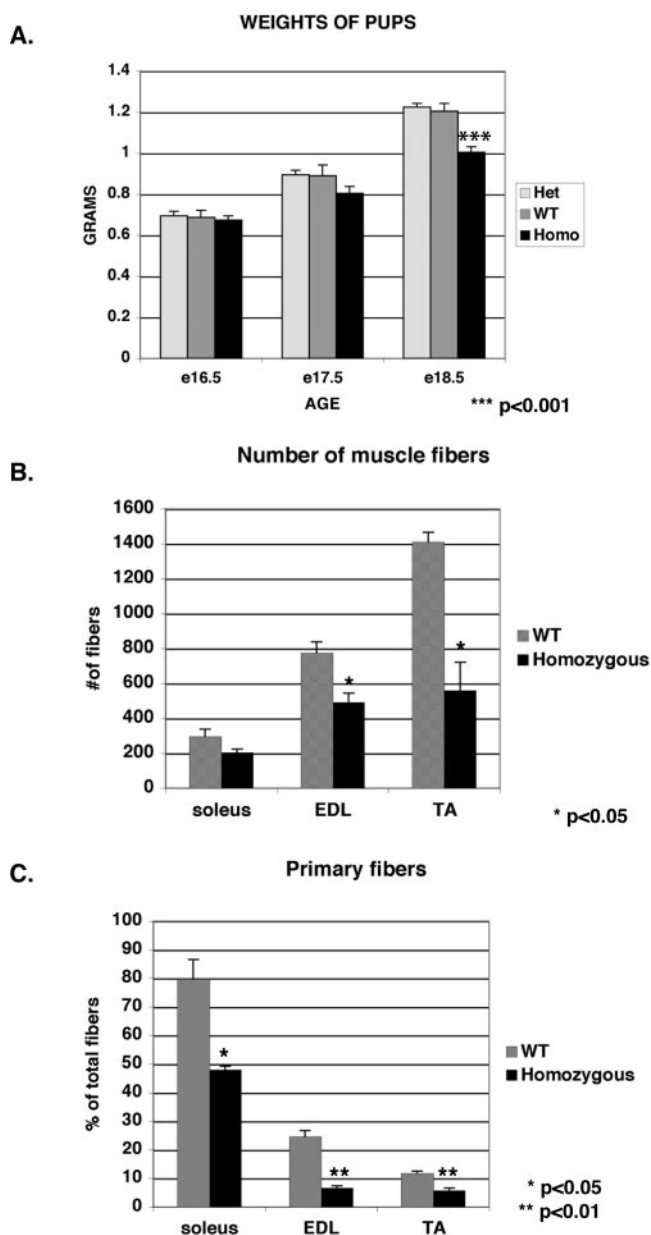 A.
WEIGHTS OF PUPS
1.4
1.2
1
0.8
0.6
0.4
0.2
0
GRAMS
***
Het
WT
Homo
e16.5 e17.5 e18.5
AGE
*** p<0.001
B.
Number of muscle fibers
1600
1400
1200
1000
800
600
400
200
0
#of fibers
*
*
WT
Homozygous
soleus EDL TA
* p<0.05
C.
Primary fibers
100
90
80
70
60
50
40
30
20
10
0
% of total fibers
*
**
**
WT
Homozygous
soleus EDL TA
* p<0.05
** p<0.01